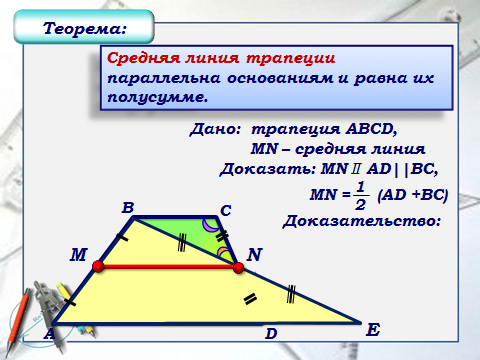 Теорема:
Средняя линия трапеции
параллельна основаниям и равна их
полусумме.
Дано: трапеция ABCD,
MN – средняя линия
Доказать: MN || AD||BC,
MN = 1/2 (AD +BC)
Доказательство:
B C
M N
A D E